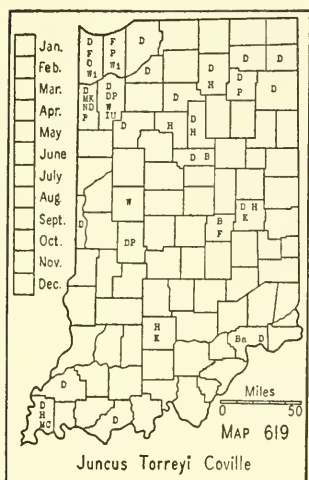 Jan.
Feb.
Mar.
Apr.
May
June
July
Aug.
Sept.
Oct.
Nov.
Dec.
D F O W1
F P W1
D
D
D
D
D MK ND P
D DP W IU
D
D H
D P
D
D
H
D H
D B
W
D
D H K
B F
DP
H K
Ba
D
D
D H MC
D
D
Miles
0 50
MAP 619
Juncus Torreyi Coville